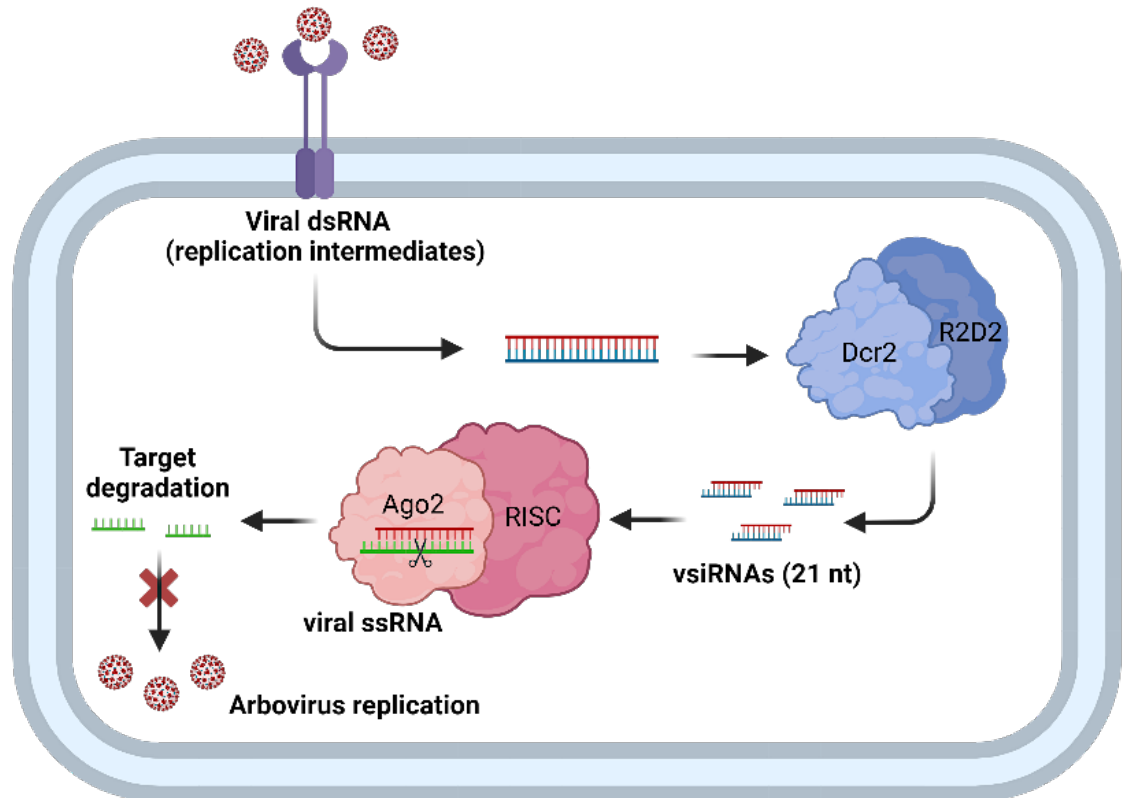 Viral dsRNA
(replication intermediates)
Dcr2
R2D2
Target
degradation
Ago2
RISC
vsiRNAs (21 nt)
viral ssRNA
Arbovirus replication